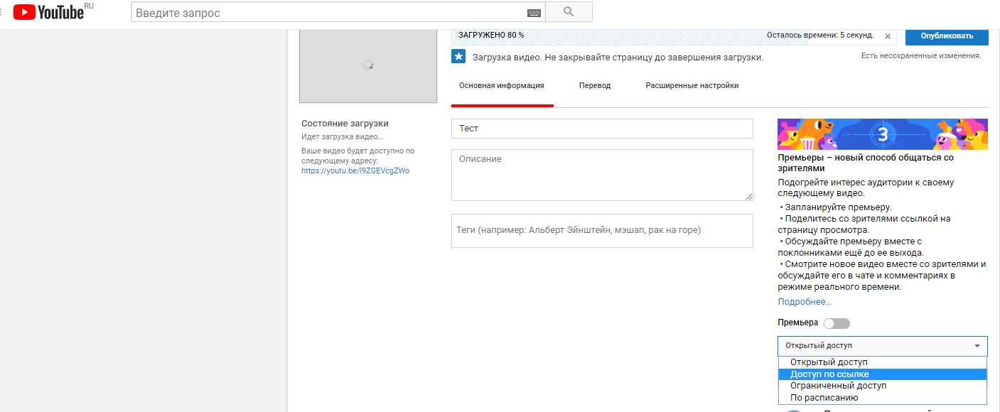 YouTube RU
Введите запрос
ЗАГРУЖЕНО 80 %
Осталось времени: 5 секунд.
Опубликовать
Загрузка видео. Не закрывайте страницу до завершения загрузки.
Есть несохраненные изменения.
Основная информация
Перевод
Расширенные настройки
Состояние загрузки
Идет загрузка видео...
Ваше видео будет доступно по
следующему адресу:
https://youtu.be/l9ZGEVcgZWo
Тест
Описание
Теги (например: Альберт Эйнштейн, мэшап, рак на горе)
3
Премьеры – новый способ общаться со
зрителями
Подогрейте интерес аудитории к своему
следующему видео.
• Запланируйте премьеру.
• Поделитесь со зрителями ссылкой на
страницу просмотра.
• Обсуждайте премьеру вместе с
поклонниками ещё до ее выхода.
• Смотрите новое видео вместе со зрителями и
обсуждайте его в чате и комментариях в
режиме реального времени.
Подробнее...
Премьера
Открытый доступ
Открытый доступ
Доступ по ссылке
Ограниченный доступ
По расписанию